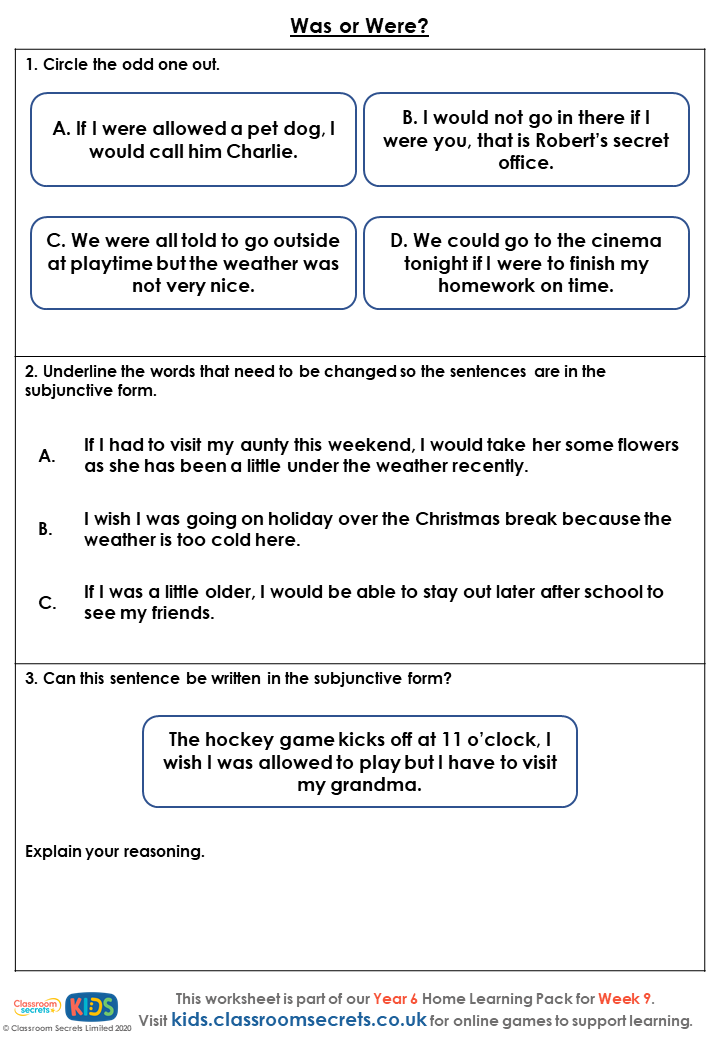 Was or Were?
1. Circle the odd one out.
A. If I were allowed a pet dog, I
would call him Charlie.
B. I would not go in there if I
were you, that is Robert’s secret
office.
C. We were all told to go outside
at playtime but the weather was
not very nice.
D. We could go to the cinema
tonight if I were to finish my
homework on time.
2. Underline the words that need to be changed so the sentences are in the
subjunctive form.
A.
If I had to visit my aunty this weekend, I would take her some flowers
as she has been a little under the weather recently.
B.
I wish I was going on holiday over the Christmas break because the
weather is too cold here.
C.
If I was a little older, I would be able to stay out later after school to
see my friends.
3. Can this sentence be written in the subjunctive form?
The hockey game kicks off at 11 o’clock, I
wish I was allowed to play but I have to visit
my grandma.
Explain your reasoning.
Classroom
secrets
KIDS
© Classroom Secrets Limited 2020
This worksheet is part of our Year 6 Home Learning Pack for Week 9.
Visit kids.classroomsecrets.co.uk for online games to support learning.